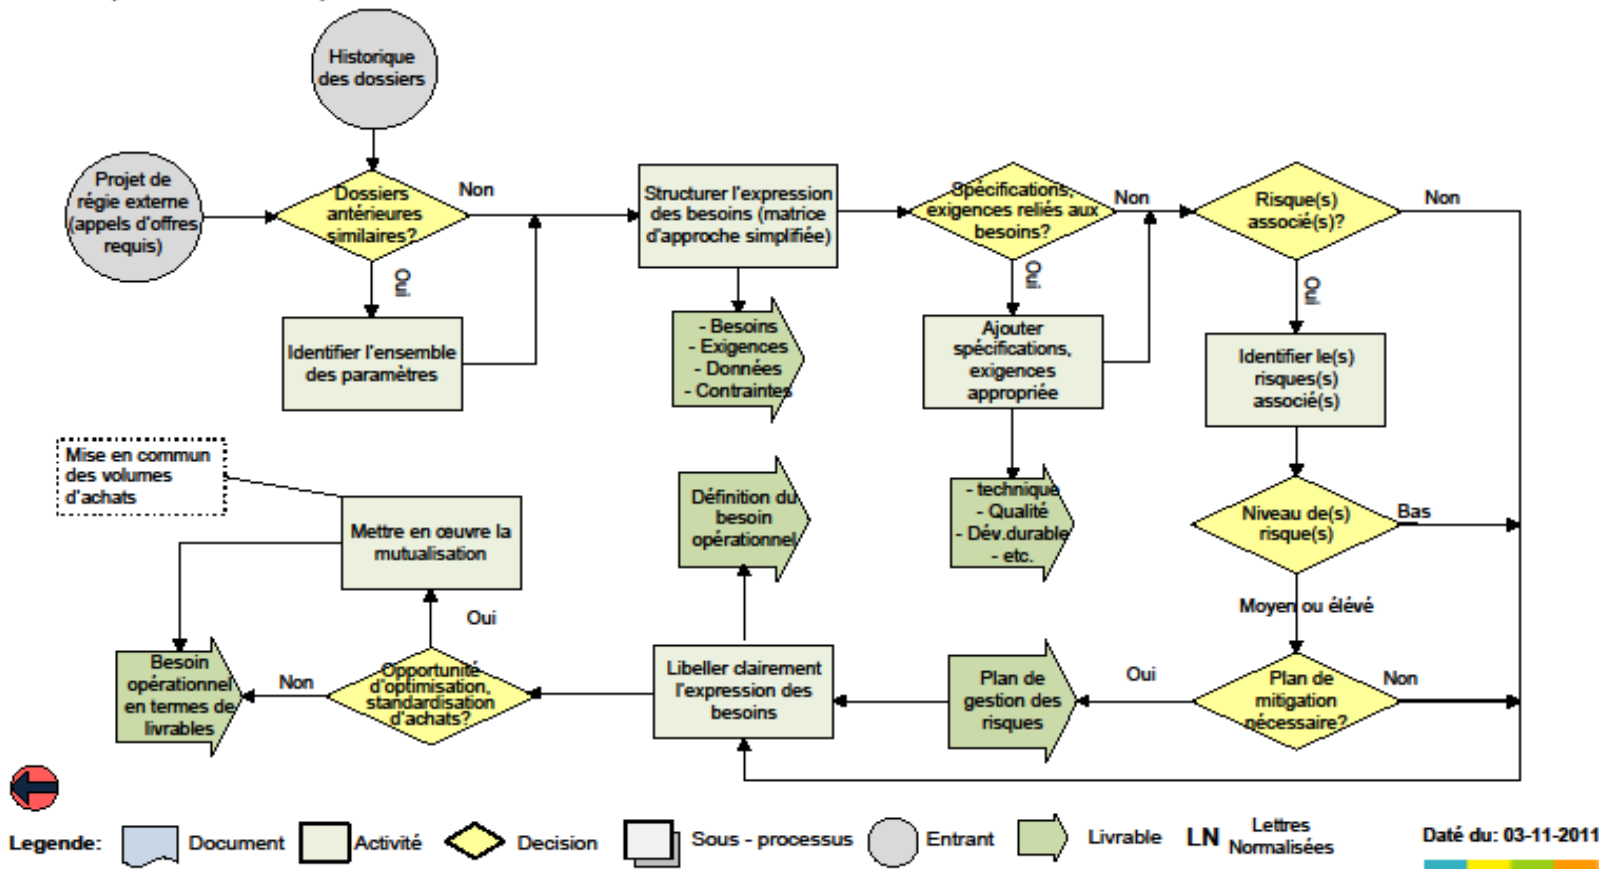 Historique
des dossiers
Projet de
régie externe
(appels d'offres
requis)
Dossiers
antérieures
similaires?
Non
Oui
Identifier l'ensemble
des paramètres
Structurer l'expression
des besoins (matrice
d'approche simplifiée)
- Besoins
- Exigences
- Données
- Contraintes
Spécifications,
exigences reliés aux
besoins?
Non
Oui
Ajouter
spécifications,
exigences
appropriée
- technique
- Qualité
- Dév.durable
- etc.
Risque(s)
associé(s)?
Non
Oui
Identifier le(s)
risques(s)
associé(s)
Niveau de(s)
risque(s)
Bas
Moyen ou élévé
Plan de
mitigation
nécessaire?
Non
Oui
Plan de
gestion des
risques
Libeller clairement
l'expression des
besoins
Définition du
besoin
opérationnel
Opportunité
d'optimisation,
standardisation
d'achats?
Oui
Non
Mettre en œuvre la
mutualisation
Mise en commun
des volumes
d'achats
Besoin
opérationnel
en termes de
livrables
Legende:
Document
Activité
Decision
Sous - processus
Entrant
Livrable
LN
Lettres
Normalisées
Daté du: 03-11-2011